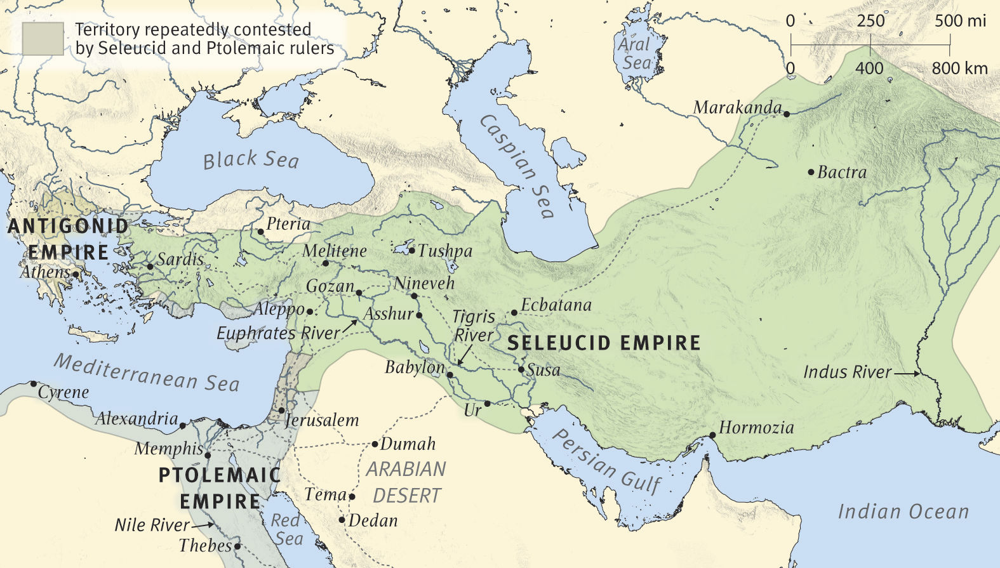 Territory repeatedly contested
by Seleucid and Ptolemaic rulers
0 250 500 mi
0 400 800 km
Aral
Sea
Marakanda
Caspian Sea
Black Sea
Bactra
ANTIGONID
EMPIRE
Pteria
Athens
Sardis
Melitene
Tushpa
Gozan
Nineveh
Aleppo
Asshur
Ecbatana
Tigris
River
Euphrates River
SELEUCID EMPIRE
Mediterranean Sea
Babylon
Susa
Indus River
Cyrene
Ur
Alexandria
Jerusalem
Hormozia
Memphis
Dumah
Persian Gulf
PTOLEMAIC
EMPIRE
ARABIAN
DESERT
Tema
Indian Ocean
Nile River
Red
Sea
Dedan
Thebes